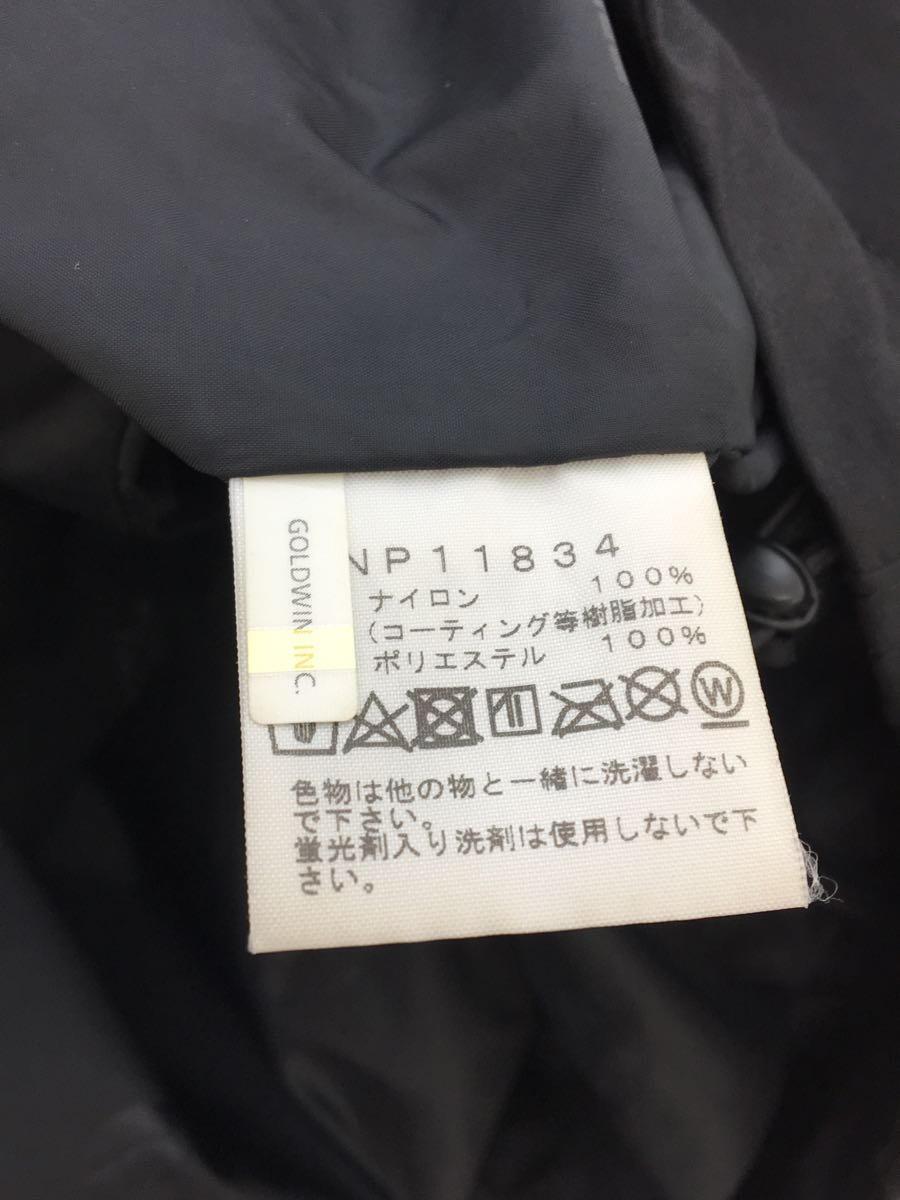 GOLDWIN INC.
NP11834
ナイロン 100%
(コーティング等樹脂加工)
ポリエステル 100%
W
色物は他の物と一緒に洗濯しない
で下さい。
蛍光剤入り洗剤は使用しないで下
さい。